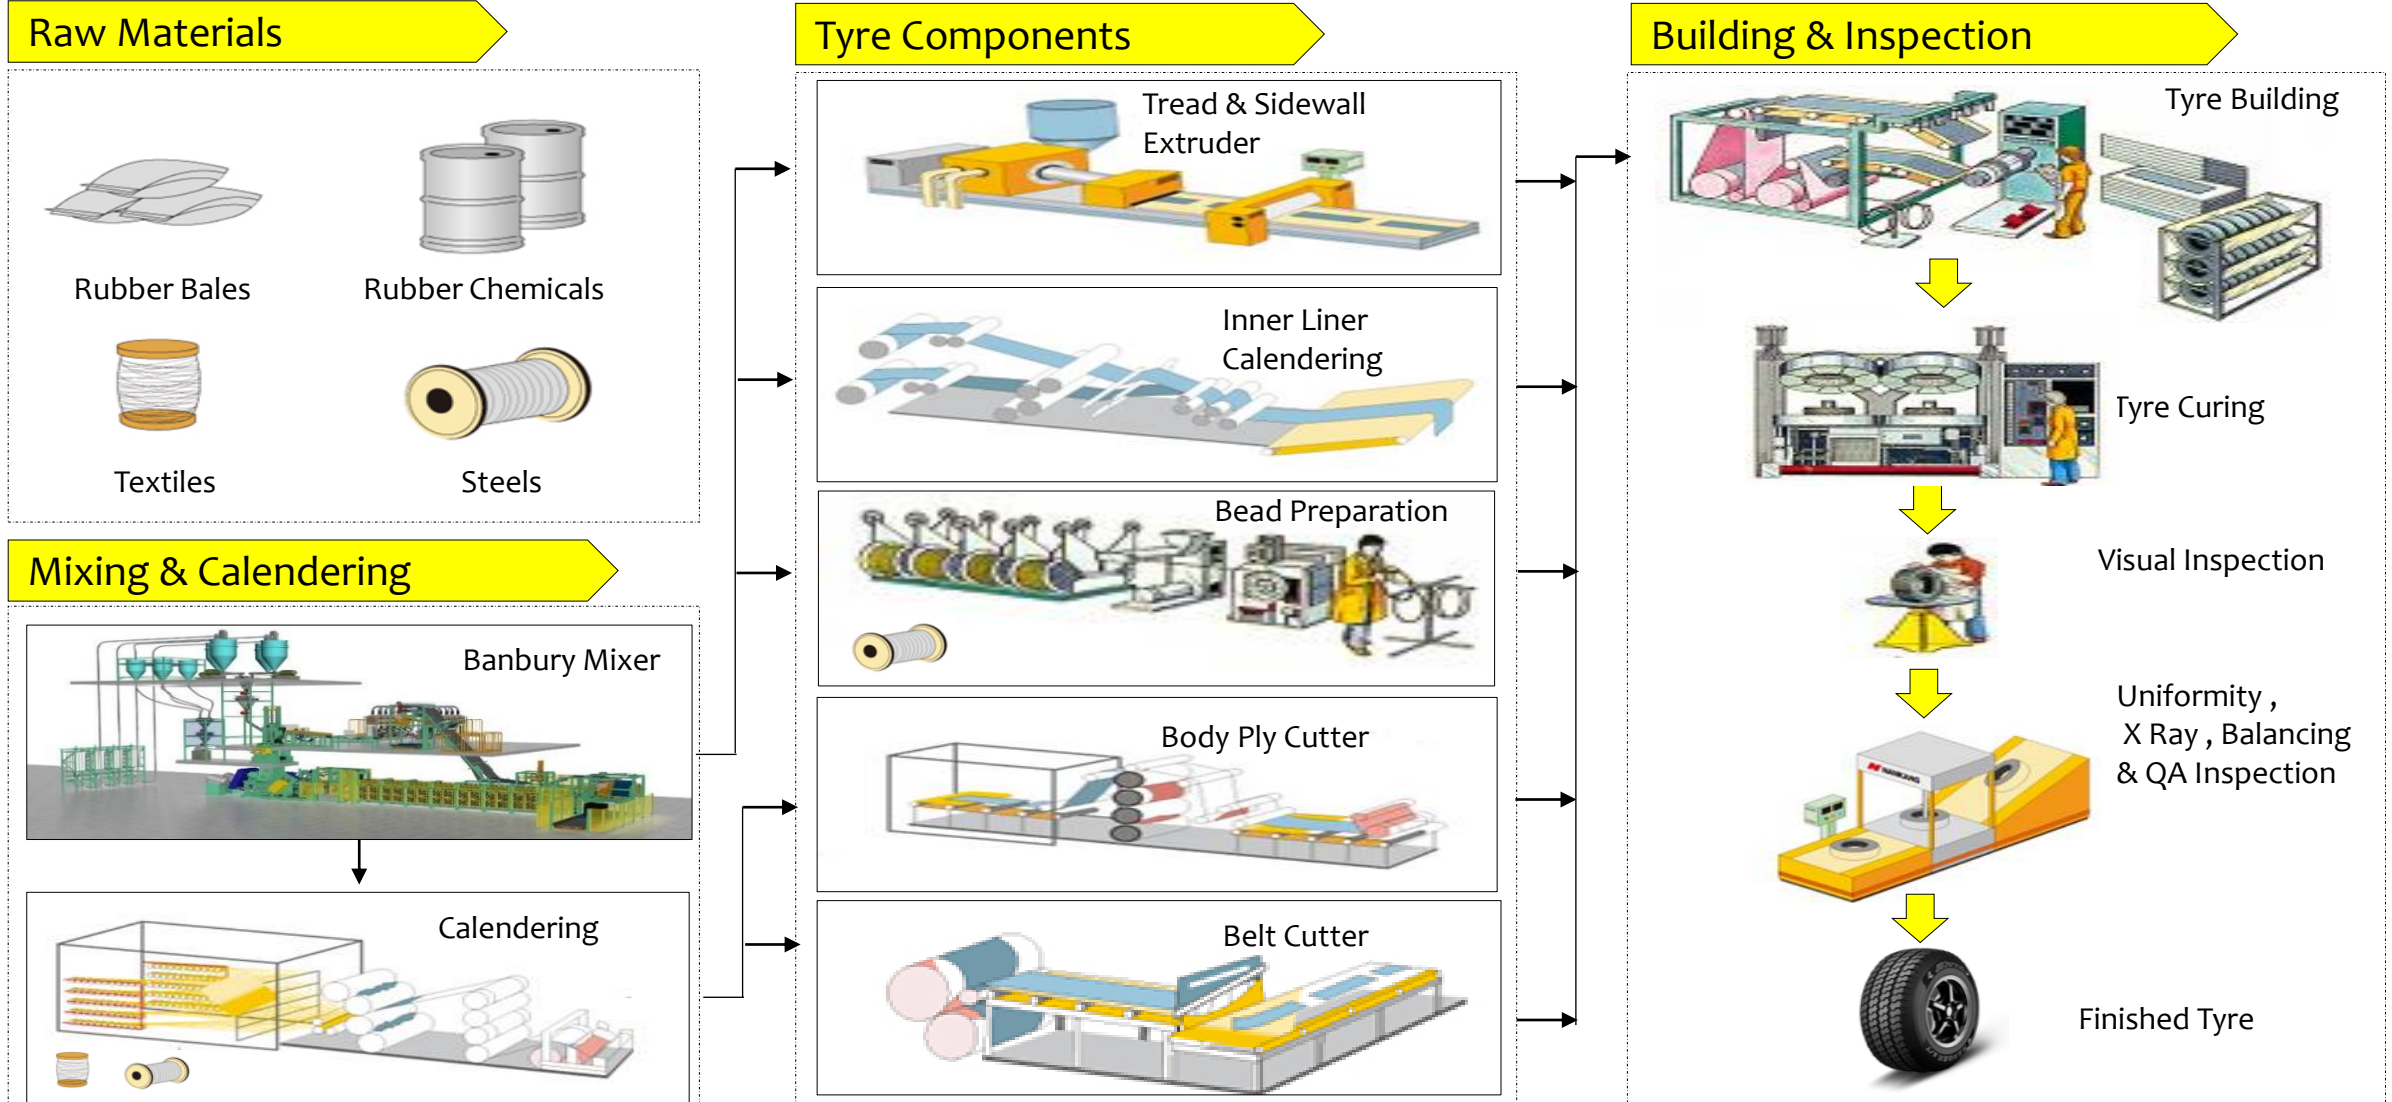 Raw Materials
Rubber Bales
Rubber Chemicals
Textiles
Steels
Mixing & Calendering
Banbury Mixer
Calendering
Tyre Components
Tread & Sidewall
Extruder
Inner Liner
Calendering
Bead Preparation
Body Ply Cutter
Belt Cutter
Building & Inspection
Tyre Building
Tyre Curing
Visual Inspection
Uniformity ,
X Ray , Balancing
& QA Inspection
NANKANG
Finished Tyre